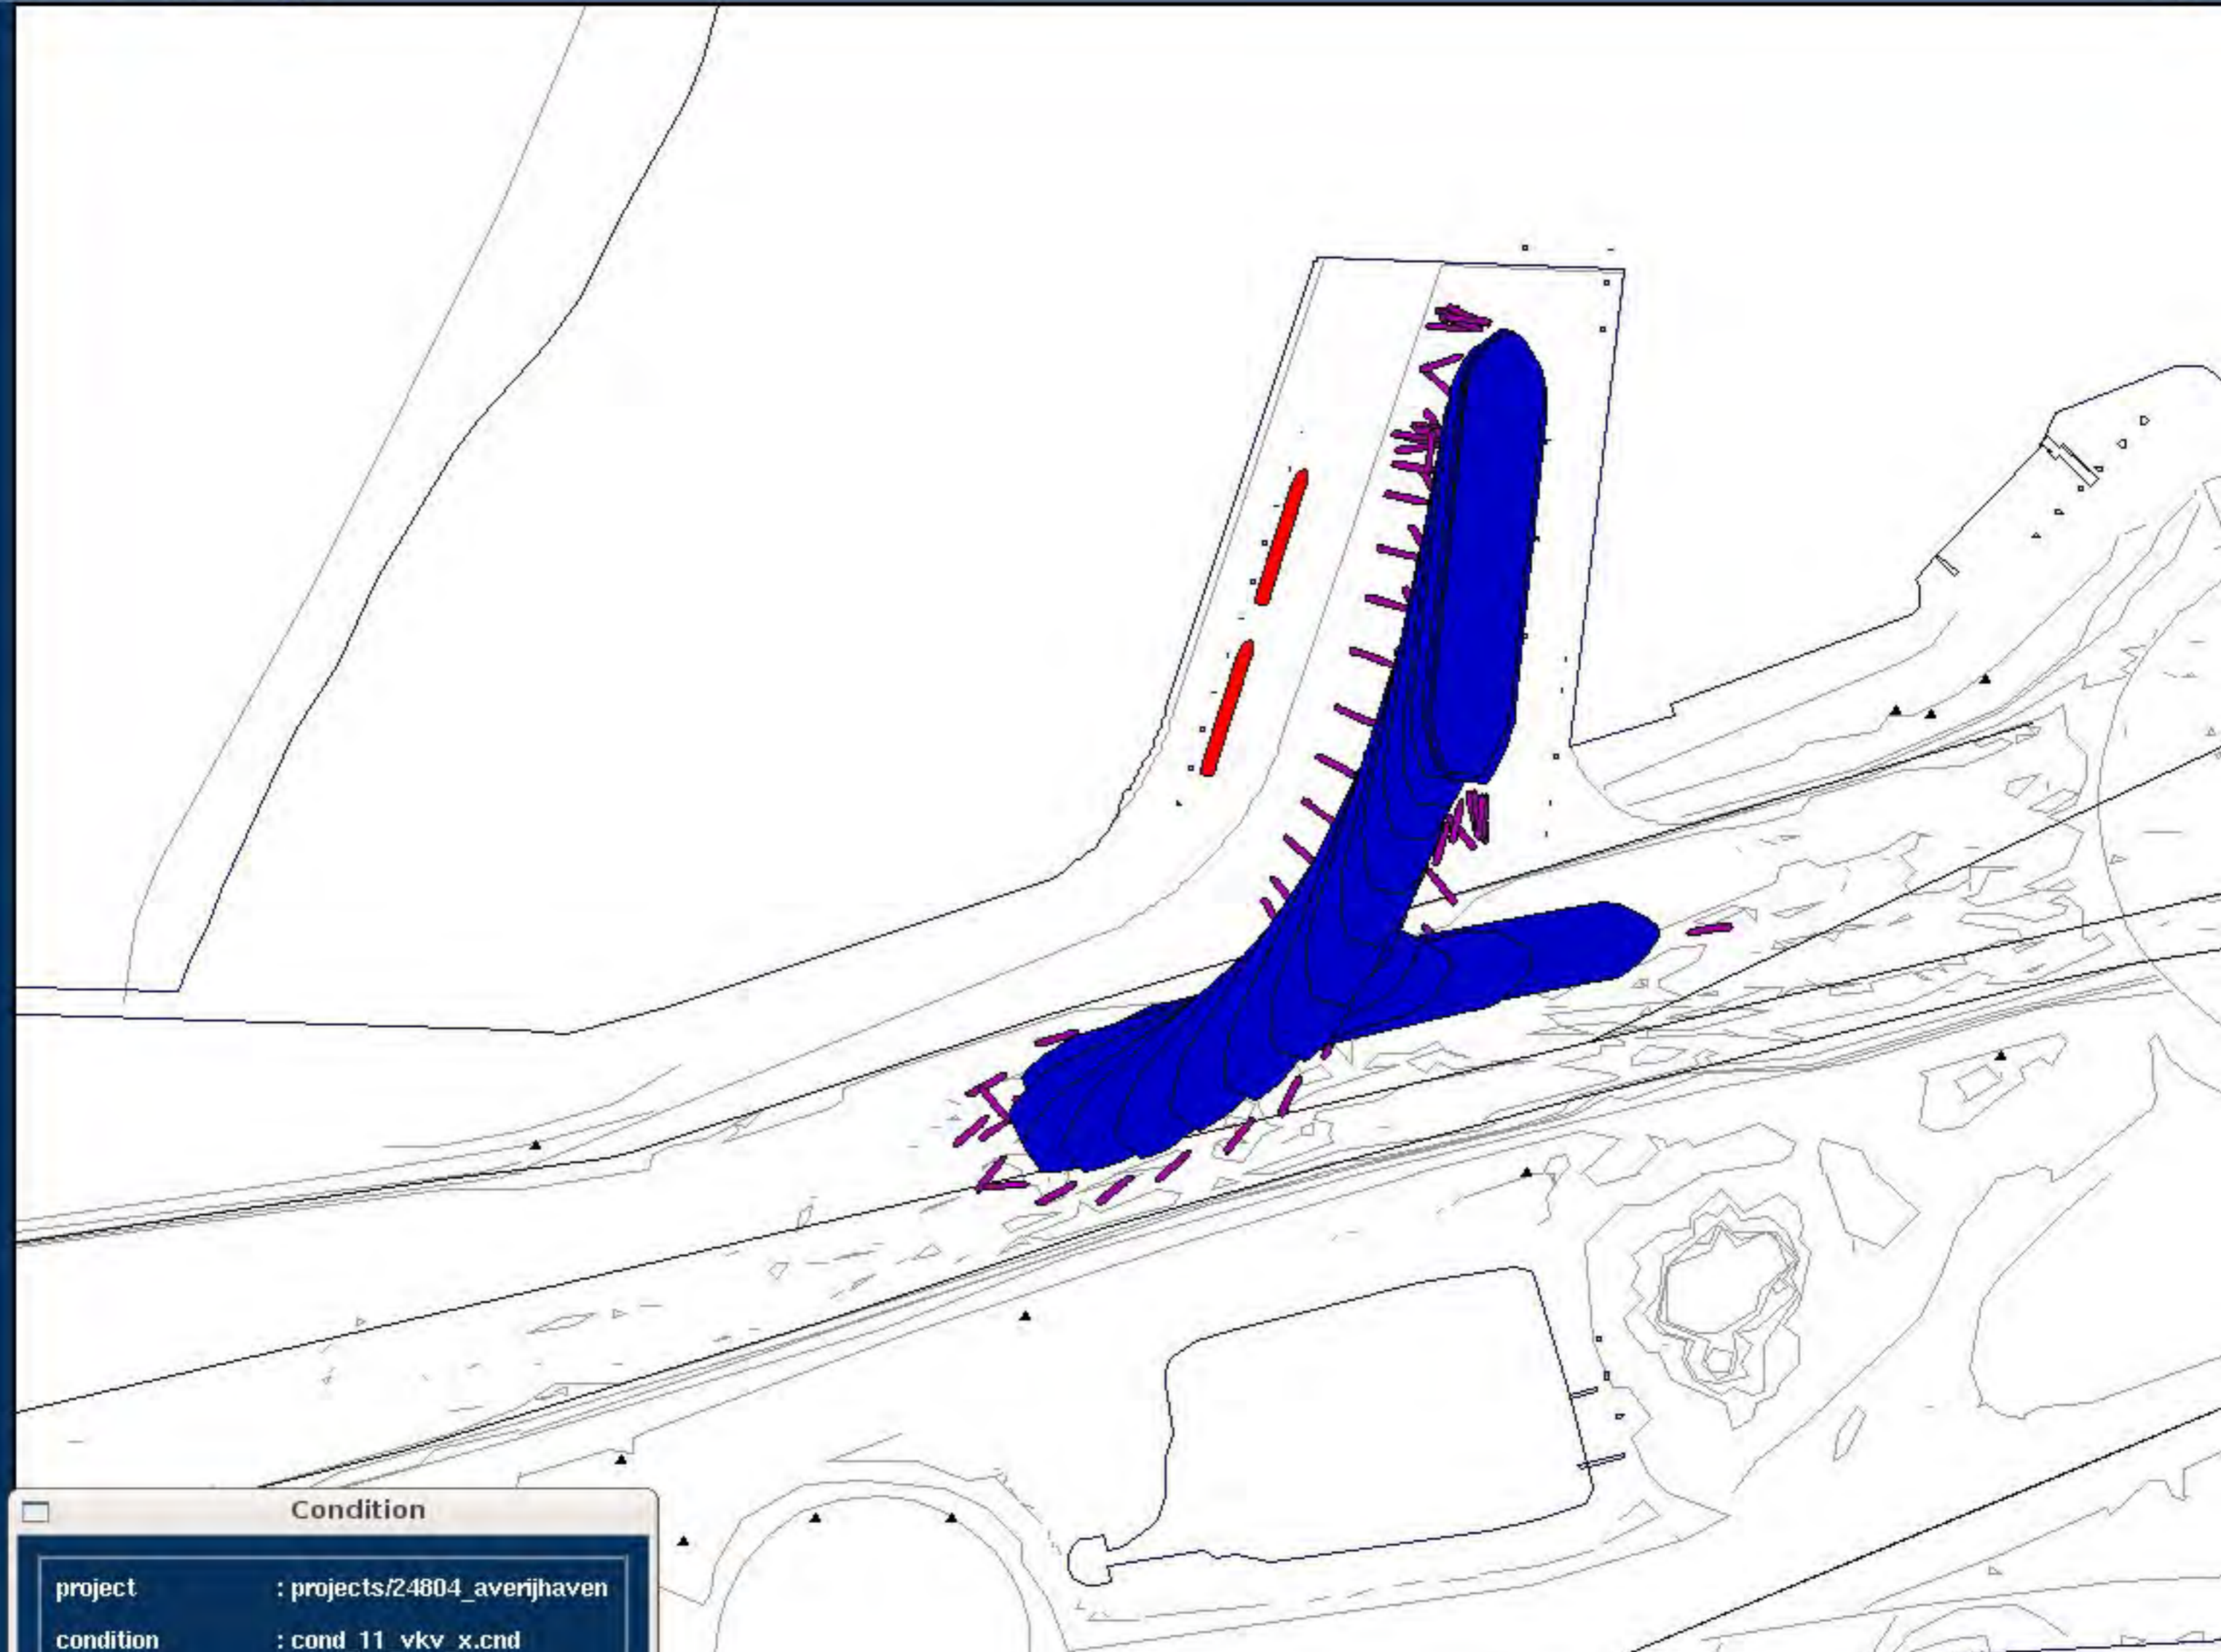 Condition
project : projects/24804_averijhaven
condition : cond_11_vkv_x.cnd